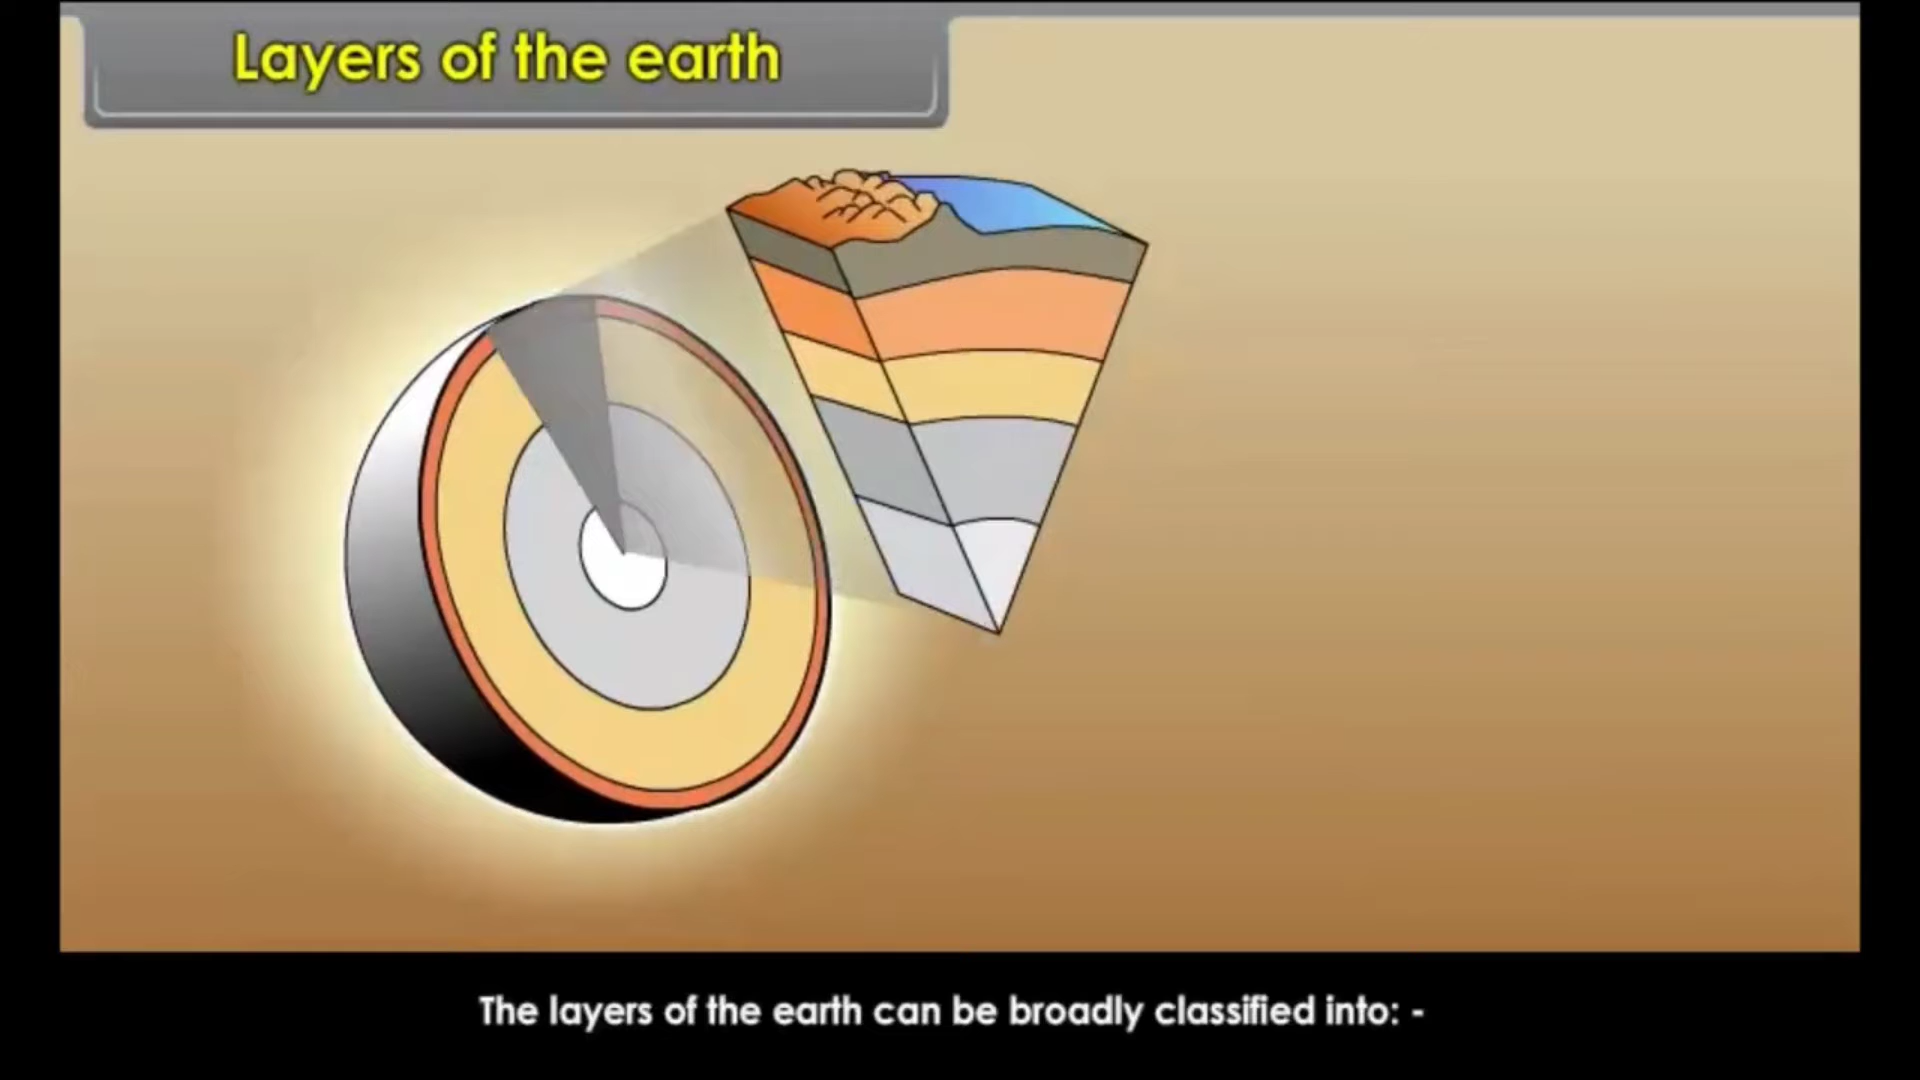 Layers of the earth
The layers of the earth can be broadly classified into: -